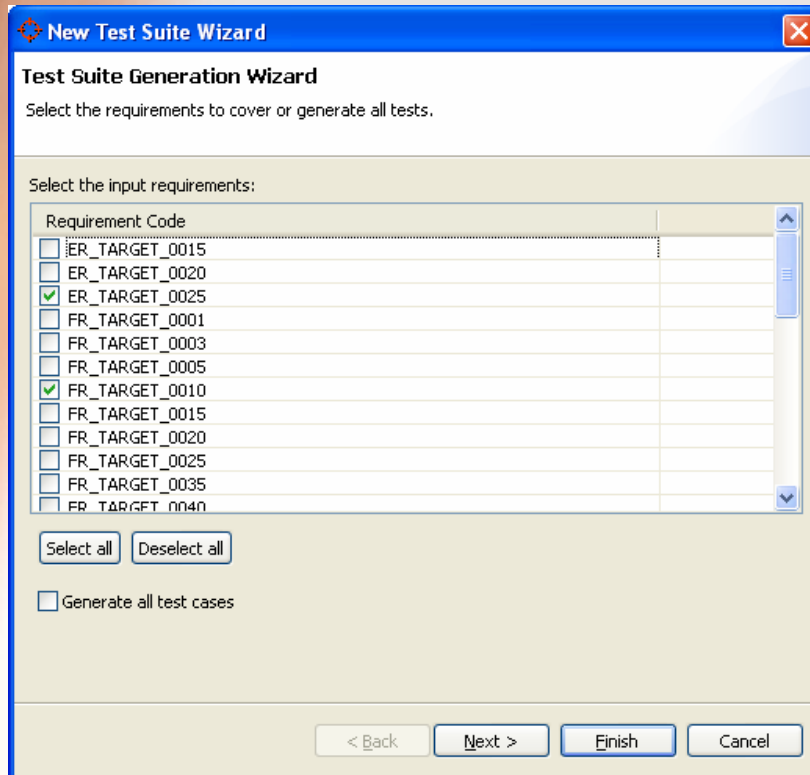 New Test Suite Wizard
Test Suite Generation Wizard
Select the requirements to cover or generate all tests.
Select the input requirements:
Requirement Code
ER_TARGET_0015
ER_TARGET_0020
ER_TARGET_0025
FR_TARGET_0001
FR_TARGET_0003
FR_TARGET_0005
FR_TARGET_0010
FR_TARGET_0015
FR_TARGET_0020
FR_TARGET_0025
FR_TARGET_0035
FR_TARGET_0040
Select all Deselect all
Generate all test cases
< Back Next > Finish Cancel